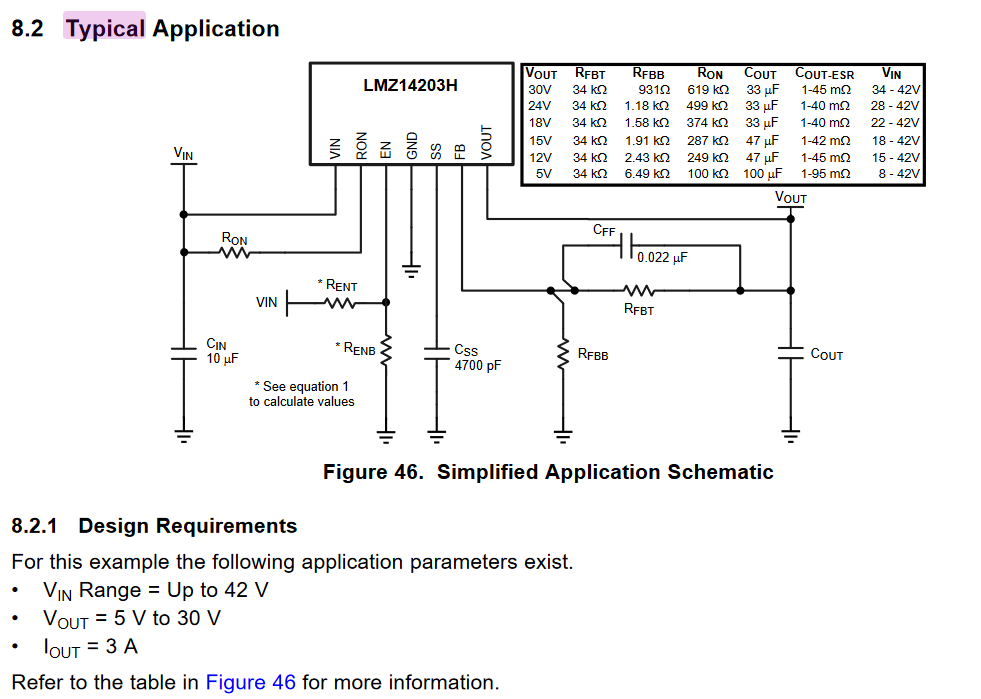 8.2 Typical Application
LMZ14203H
VIN
RON
EN
GND
SS
FB
VOUT
VOUT RFBT RFBB RON COUT COUT-ESR VIN
30V 34 kΩ 931Ω 619 kΩ 33 μF 1-45 mΩ 34 - 42V
24V 34 kΩ 1.18 kΩ 499 kΩ 33 μF 1-40 mΩ 28 - 42V
18V 34 kΩ 1.58 kΩ 374 kΩ 33 μF 1-40 mΩ 22 - 42V
15V 34 kΩ 1.91 kΩ 287 kΩ 47 μF 1-42 mΩ 18 - 42V
12V 34 kΩ 2.43 kΩ 249 kΩ 47 μF 1-45 mΩ 15 - 42V
5V 34 kΩ 6.49 kΩ 100 kΩ 100 μF 1-95 mΩ 8 - 42V
VIN
VOUT
RON
CFF
0.022 μF
* RENT
VIN
RFBT
CIN
10 μF
* RENB
CSS
4700 pF
RFBB
COUT
* See equation 1
to calculate values
Figure 46. Simplified Application Schematic
8.2.1 Design Requirements
For this example the following application parameters exist.
• VIN Range = Up to 42 V
• VOUT = 5 V to 30 V
• IOUT = 3 A
Refer to the table in Figure 46 for more information.